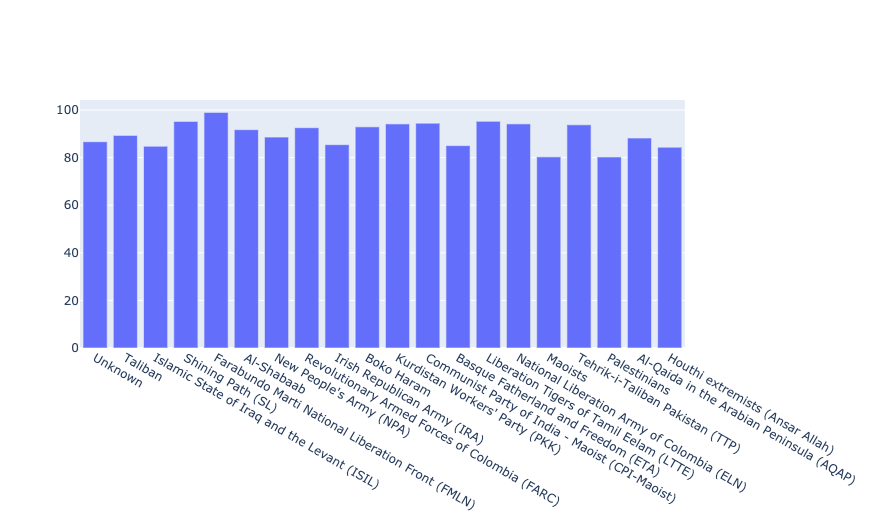 100
80
60
40
20
0
Unknown
Taliban
Islamic State of Iraq and the Levant (ISIL)
Shining Path (SL)
Farabundo Marti National Liberation Front (FMLN)
Al-Shabaab
New People's Army (NPA)
Revolutionary Armed Forces of Colombia (FARC)
Irish Republican Army (IRA)
Boko Haram
Kurdistan Workers' Party (PKK)
Communist Party of India - Maoist (CPI-Maoist)
Basque Fatherland and Freedom (ETA)
Liberation Tigers of Tamil Eelam (LTTE)
National Liberation Army of Colombia (ELN)
Maoists
Tehrik-i-Taliban Pakistan (TTP)
Palestinians
Al-Qaida in the Arabian Peninsula (AQAP)
Houthi extremists (Ansar Allah)